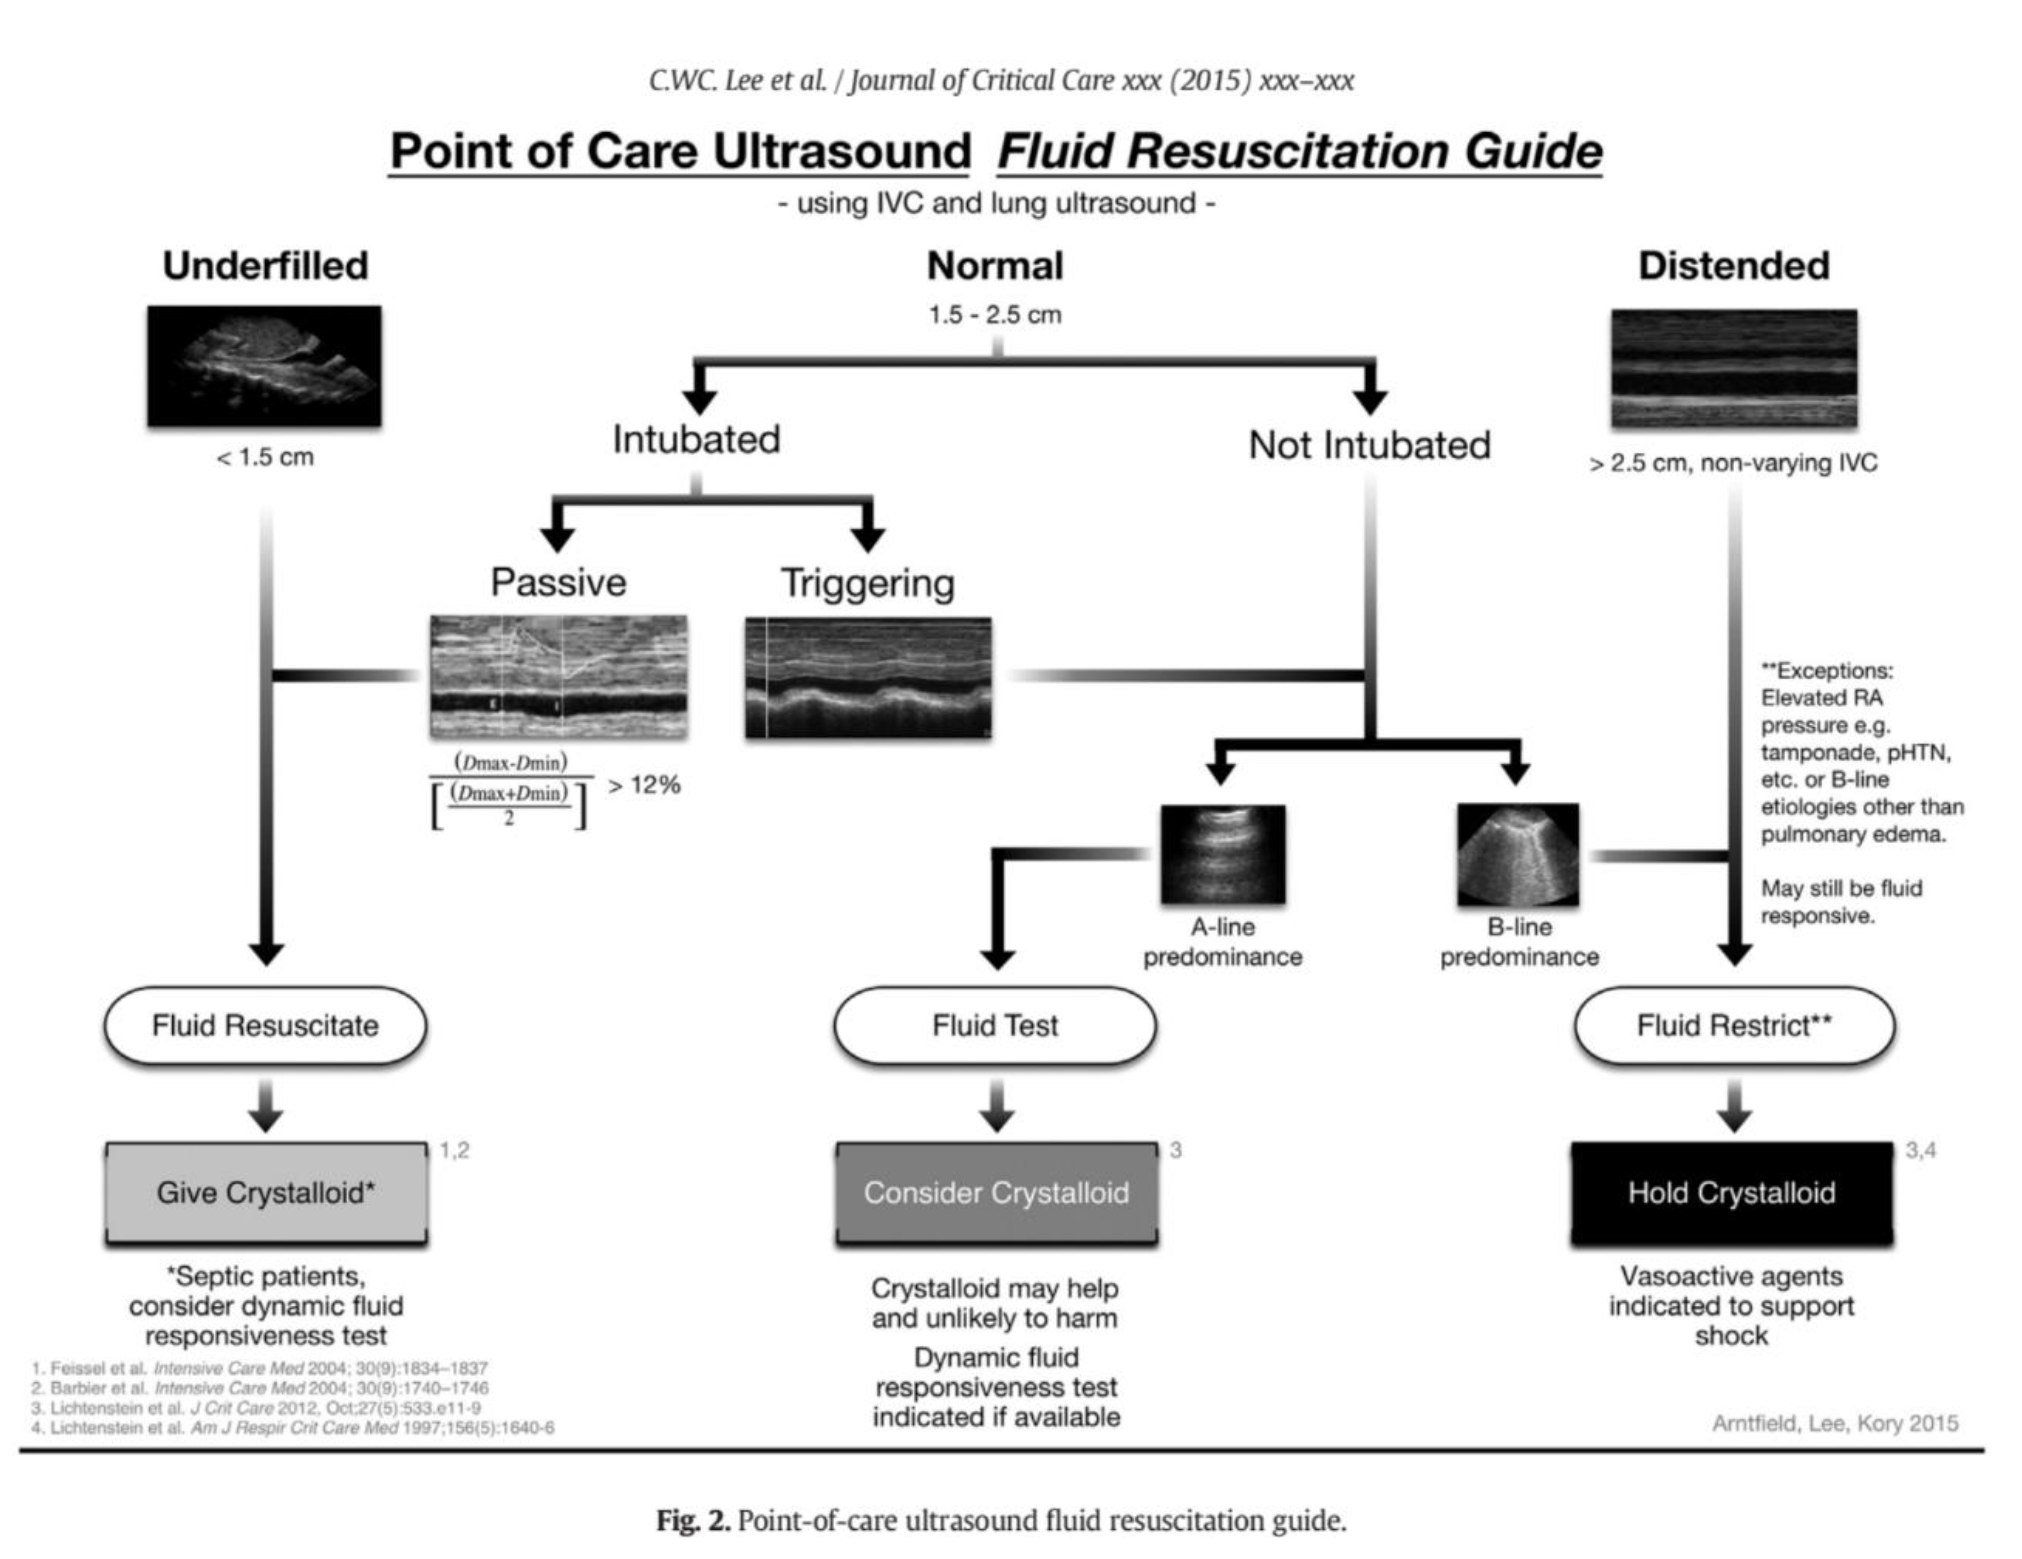 C.WC. Lee et al. / Journal of Critical Care xxx (2015) xxx–xxx
Point of Care Ultrasound Fluid Resuscitation Guide
- using IVC and lung ultrasound -
Underfilled
Normal
Distended
1.5 - 2.5 cm
Intubated
Not Intubated
< 1.5 cm
> 2.5 cm, non-varying IVC
Passive
Triggering
(Dmax-Dmin)
[(Dmax+Dmin)
2] > 12%
**Exceptions:
Elevated RA
pressure e.g.
tamponade, pHTN,
etc. or B-line
etiologies other than
pulmonary edema.
May still be fluid
responsive.
A-line
predominance
B-line
predominance
Fluid Resuscitate
Fluid Test
Fluid Restrict**
Give Crystalloid*
1,2
Consider Crystalloid
3
Hold Crystalloid
3,4
*Septic patients,
consider dynamic fluid
responsiveness test
Crystalloid may help
and unlikely to harm
Dynamic fluid
responsiveness test
indicated if available
Vasoactive agents
indicated to support
shock
1. Feissel et al. Intensive Care Med 2004; 30(9):1834–1837
2. Barbier et al. Intensive Care Med 2004; 30(9):1740–1746
3. Lichtenstein et al. J Crit Care 2012, Oct;27(5):533.e11-9
4. Lichtenstein et al. Am J Respir Crit Care Med 1997;156(5):1640-6
Arntfield, Lee, Kory 2015
Fig. 2. Point-of-care ultrasound fluid resuscitation guide.